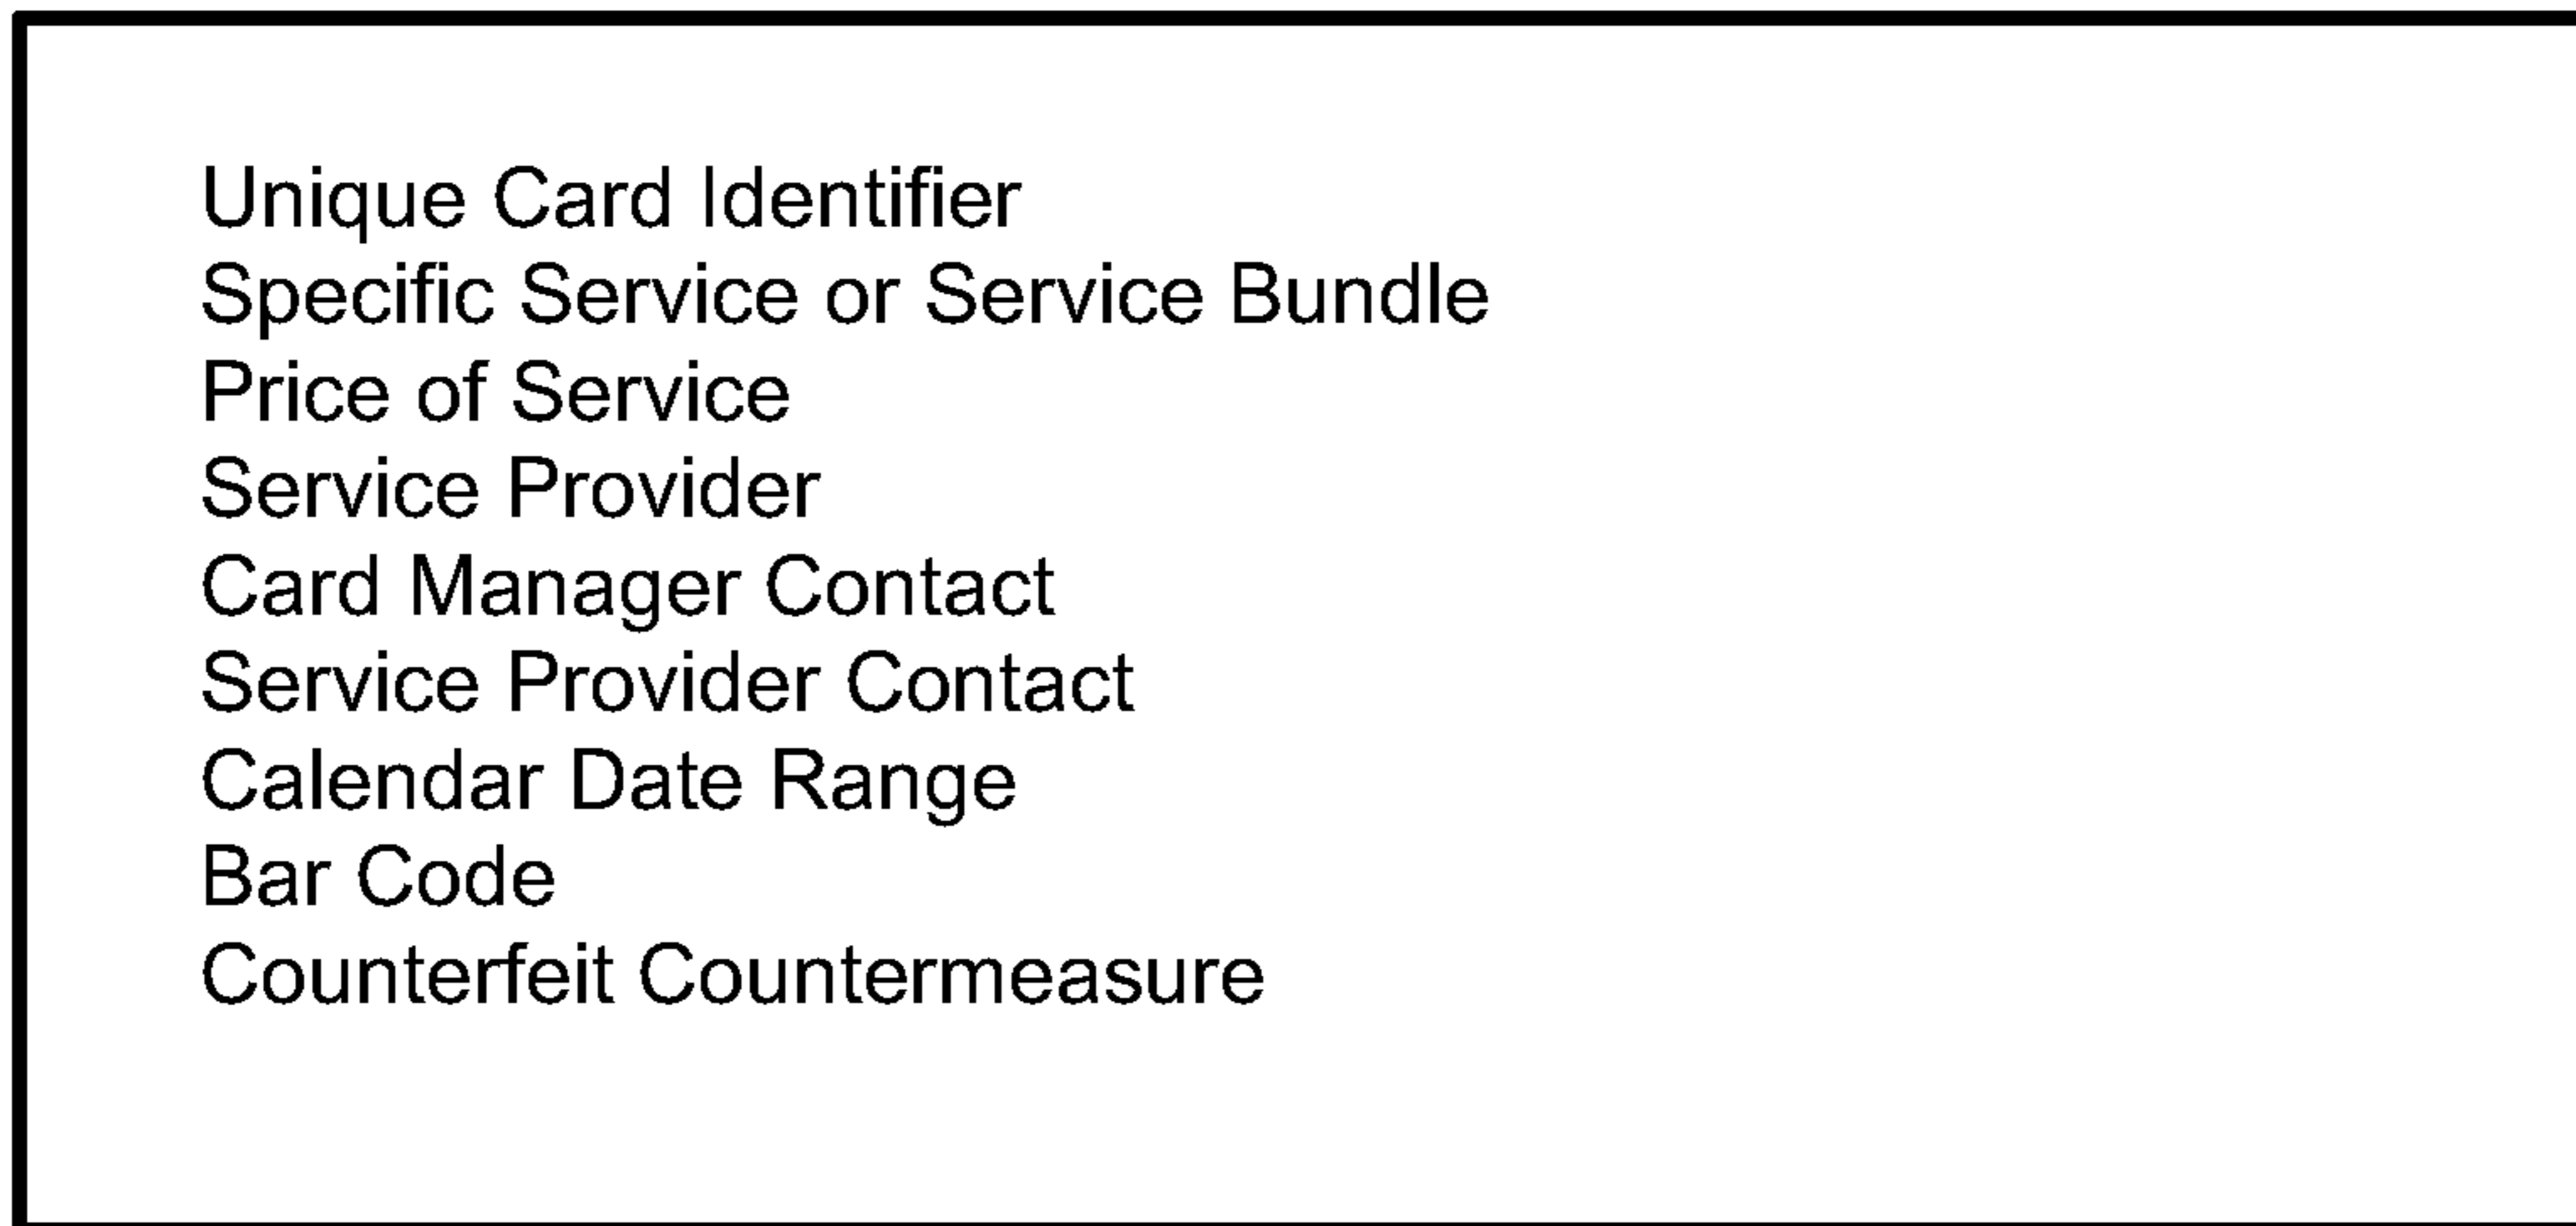 Unique Card Identifier
Specific Service or Service Bundle
Price of Service
Service Provider
Card Manager Contact
Service Provider Contact
Calendar Date Range
Bar Code
Counterfeit Countermeasure